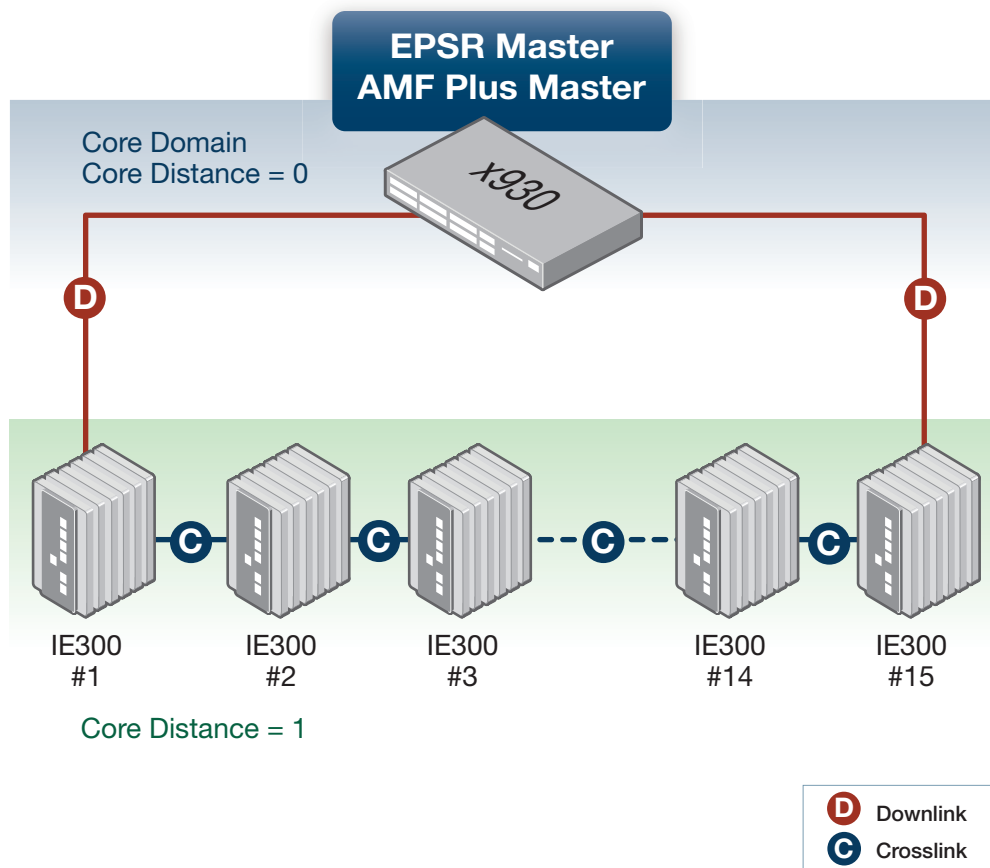 EPSR Master
AMF Plus Master
Core Domain
Core Distance = 0
x930
D
D
C
C
C
C
IE300
#1
IE300
#2
IE300
#3
IE300
#14
IE300
#15
Core Distance = 1
D Downlink
C Crosslink